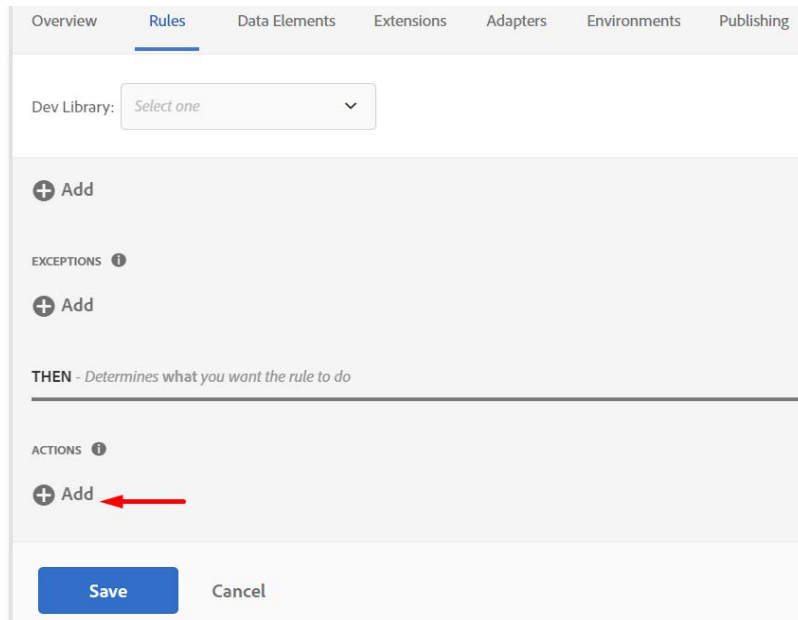 Overview Rules Data Elements Extensions Adapters Environments Publishing
Dev Library: Select one
Add
EXCEPTIONS
Add
THEN - Determines what you want the rule to do
ACTIONS
Add
Save Cancel